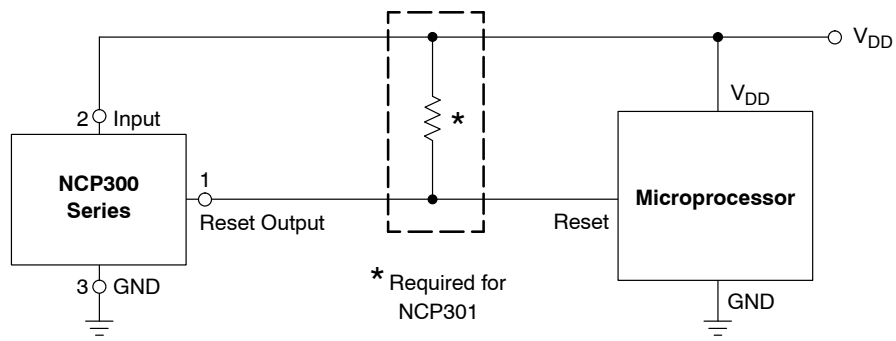 V_DD
V_DD
2 Input
*
NCP300
Series
1
Reset Output
Microprocessor
Reset
3 GND
* Required for
NCP301
GND